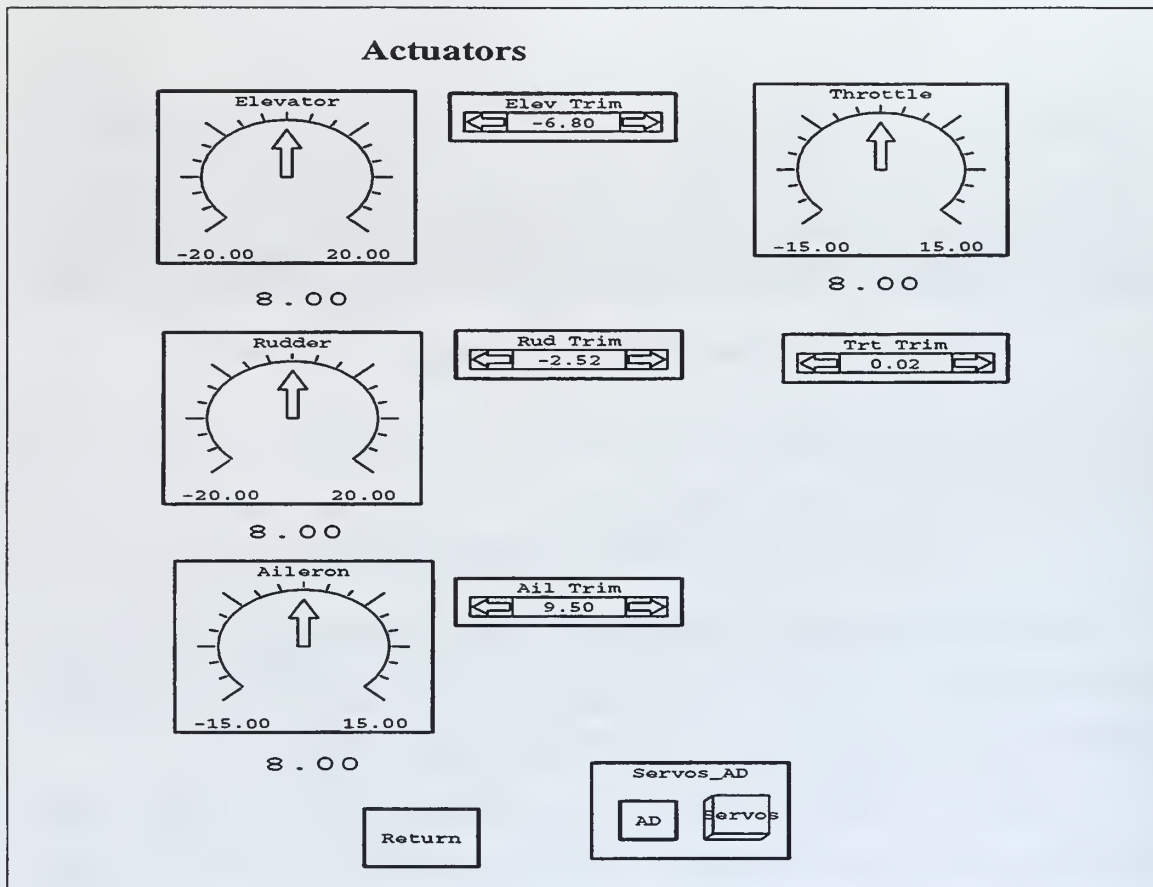 Actuators
Elevator
-20.00 20.00
8.00
Elev Trim
-6.80
Throttle
-15.00 15.00
8.00
Rudder
-20.00 20.00
8.00
Rud Trim
-2.52
Trt Trim
0.02
Aileron
-15.00 15.00
8.00
Ail Trim
9.50
Return
Servos_AD
AD
Servos